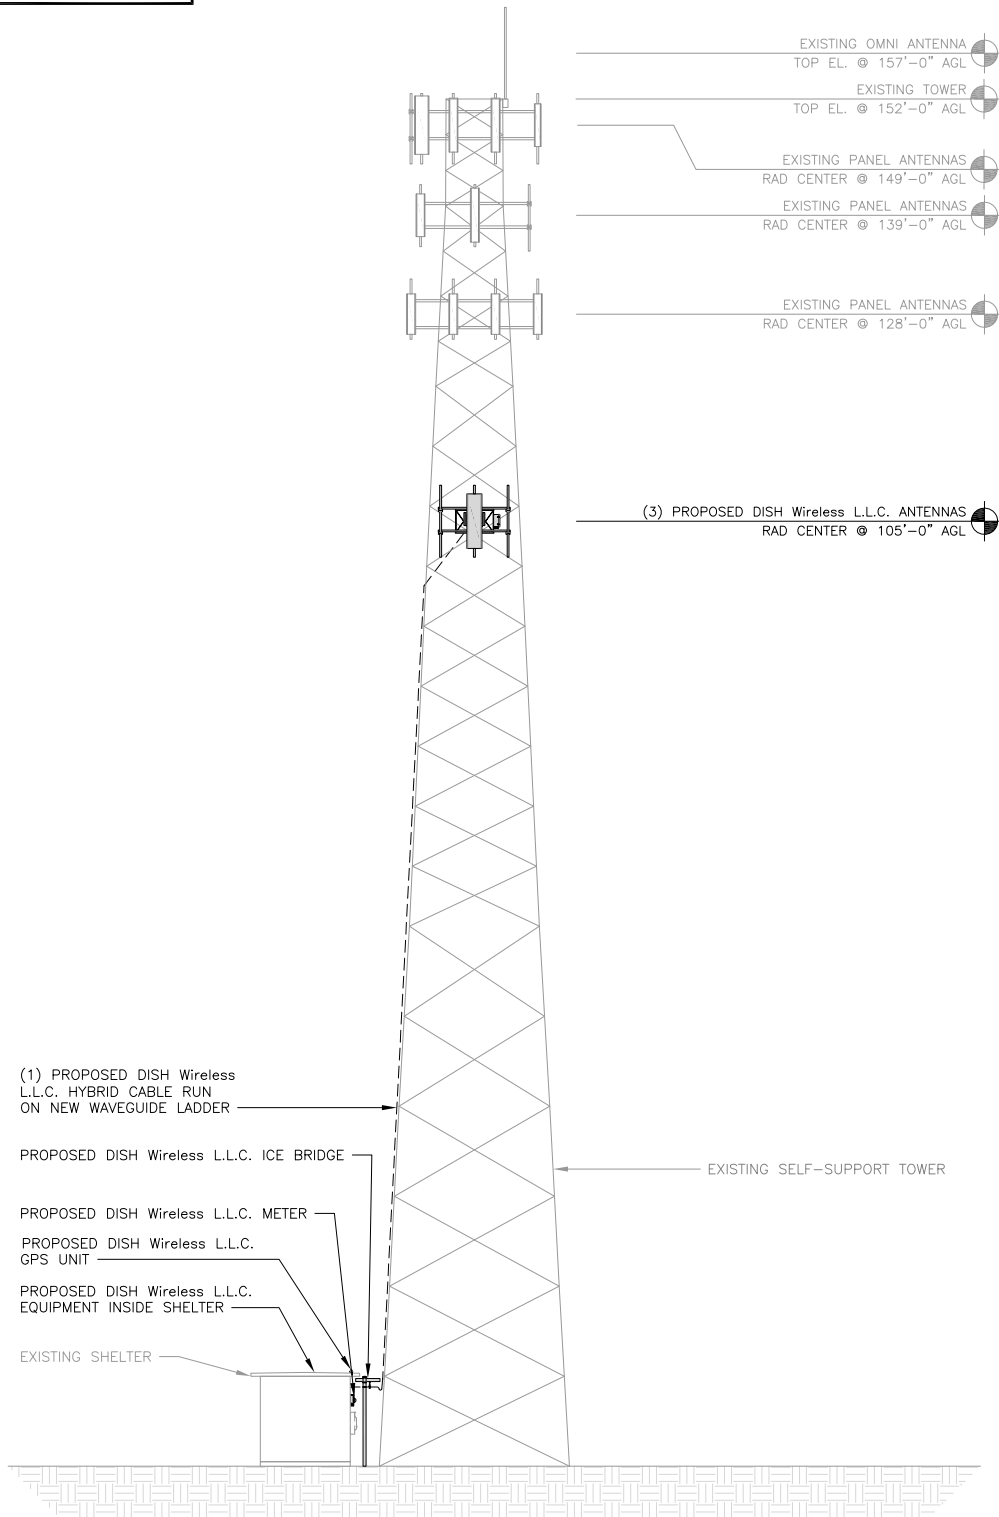 EXISTING OMNI ANTENNA
TOP EL. @ 157'-0" AGL
EXISTING TOWER
TOP EL. @ 152'-0" AGL
EXISTING PANEL ANTENNAS
RAD CENTER @ 149'-0" AGL
EXISTING PANEL ANTENNAS
RAD CENTER @ 139'-0" AGL
EXISTING PANEL ANTENNAS
RAD CENTER @ 128'-0" AGL
(3) PROPOSED DISH Wireless L.L.C. ANTENNAS
RAD CENTER @ 105'-0" AGL
(1) PROPOSED DISH Wireless
L.L.C. HYBRID CABLE RUN
ON NEW WAVEGUIDE LADDER
PROPOSED DISH Wireless L.L.C. ICE BRIDGE
EXISTING SELF-SUPPORT TOWER
PROPOSED DISH Wireless L.L.C. METER
PROPOSED DISH Wireless L.L.C.
GPS UNIT
PROPOSED DISH Wireless L.L.C.
EQUIPMENT INSIDE SHELTER
EXISTING SHELTER